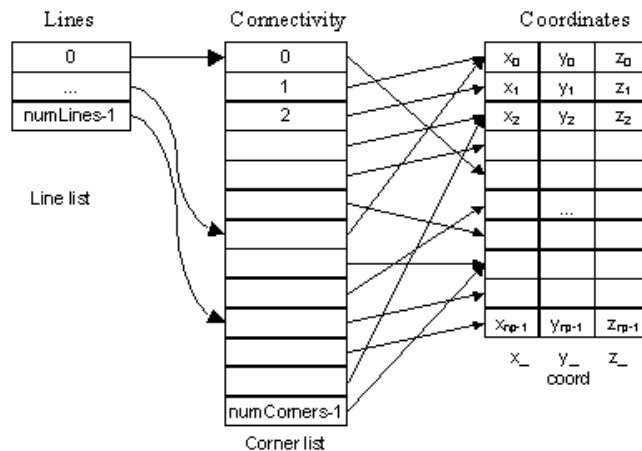 Lines Connectivity Coordinates
0 0 x0 y0 z0
... 1 x1 y1 z1
numLines-1 2 x2 y2 z2
Line list
...
xnp-1 ynp-1 znp-1
x_ y_ z_
coord
numCorners-1
Corner list